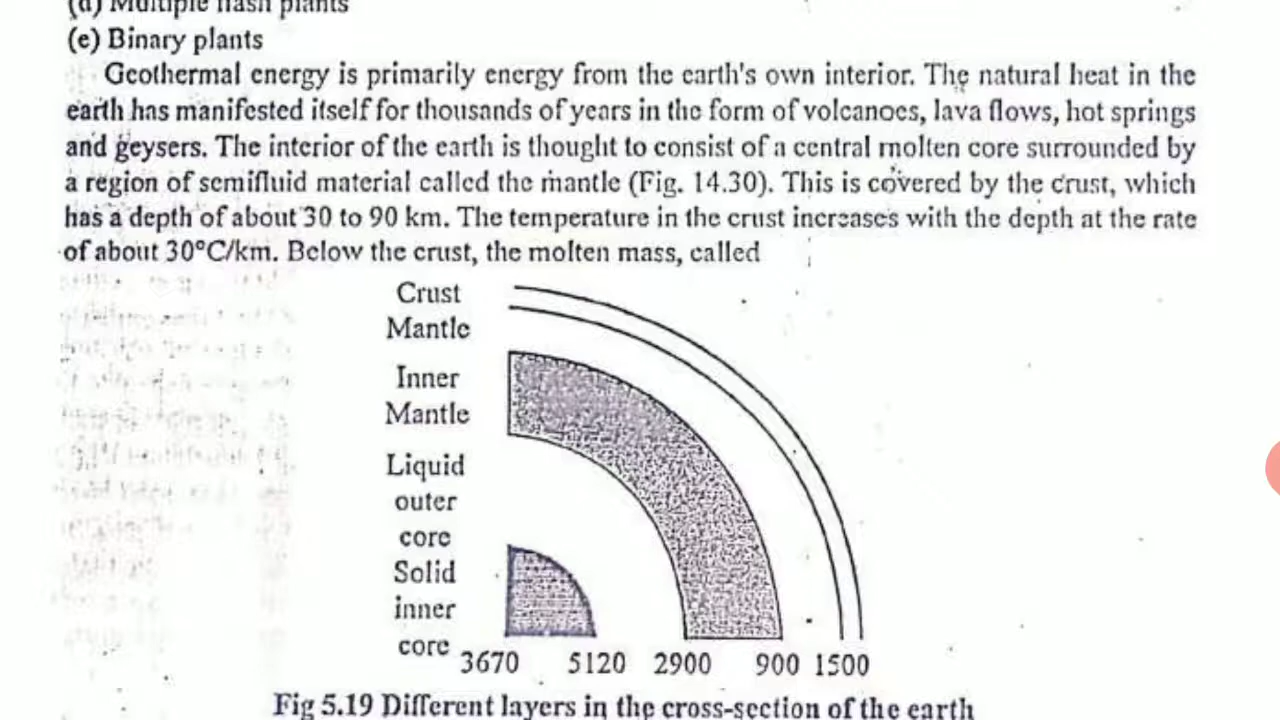 (d) Multiple flash plants
(e) Binary plants
Geothermal energy is primarily energy from the earth's own interior. The natural heat in the
earth has manifested itself for thousands of years in the form of volcanoes, lava flows, hot springs
and geysers. The interior of the earth is thought to consist of a central molten core surrounded by
a region of semifluid material called the mantle (Fig. 14.30). This is covered by the crust, which
has a depth of about 30 to 90 km. The temperature in the crust increases with the depth at the rate
of about 30°C/km. Below the crust, the molten mass, called
Crust
Mantle
Inner
Mantle
Liquid
outer
core
Solid
inner
core
3670 5120 2900 900 1500
Fig 5.19 Different layers in the cross-section of the earth